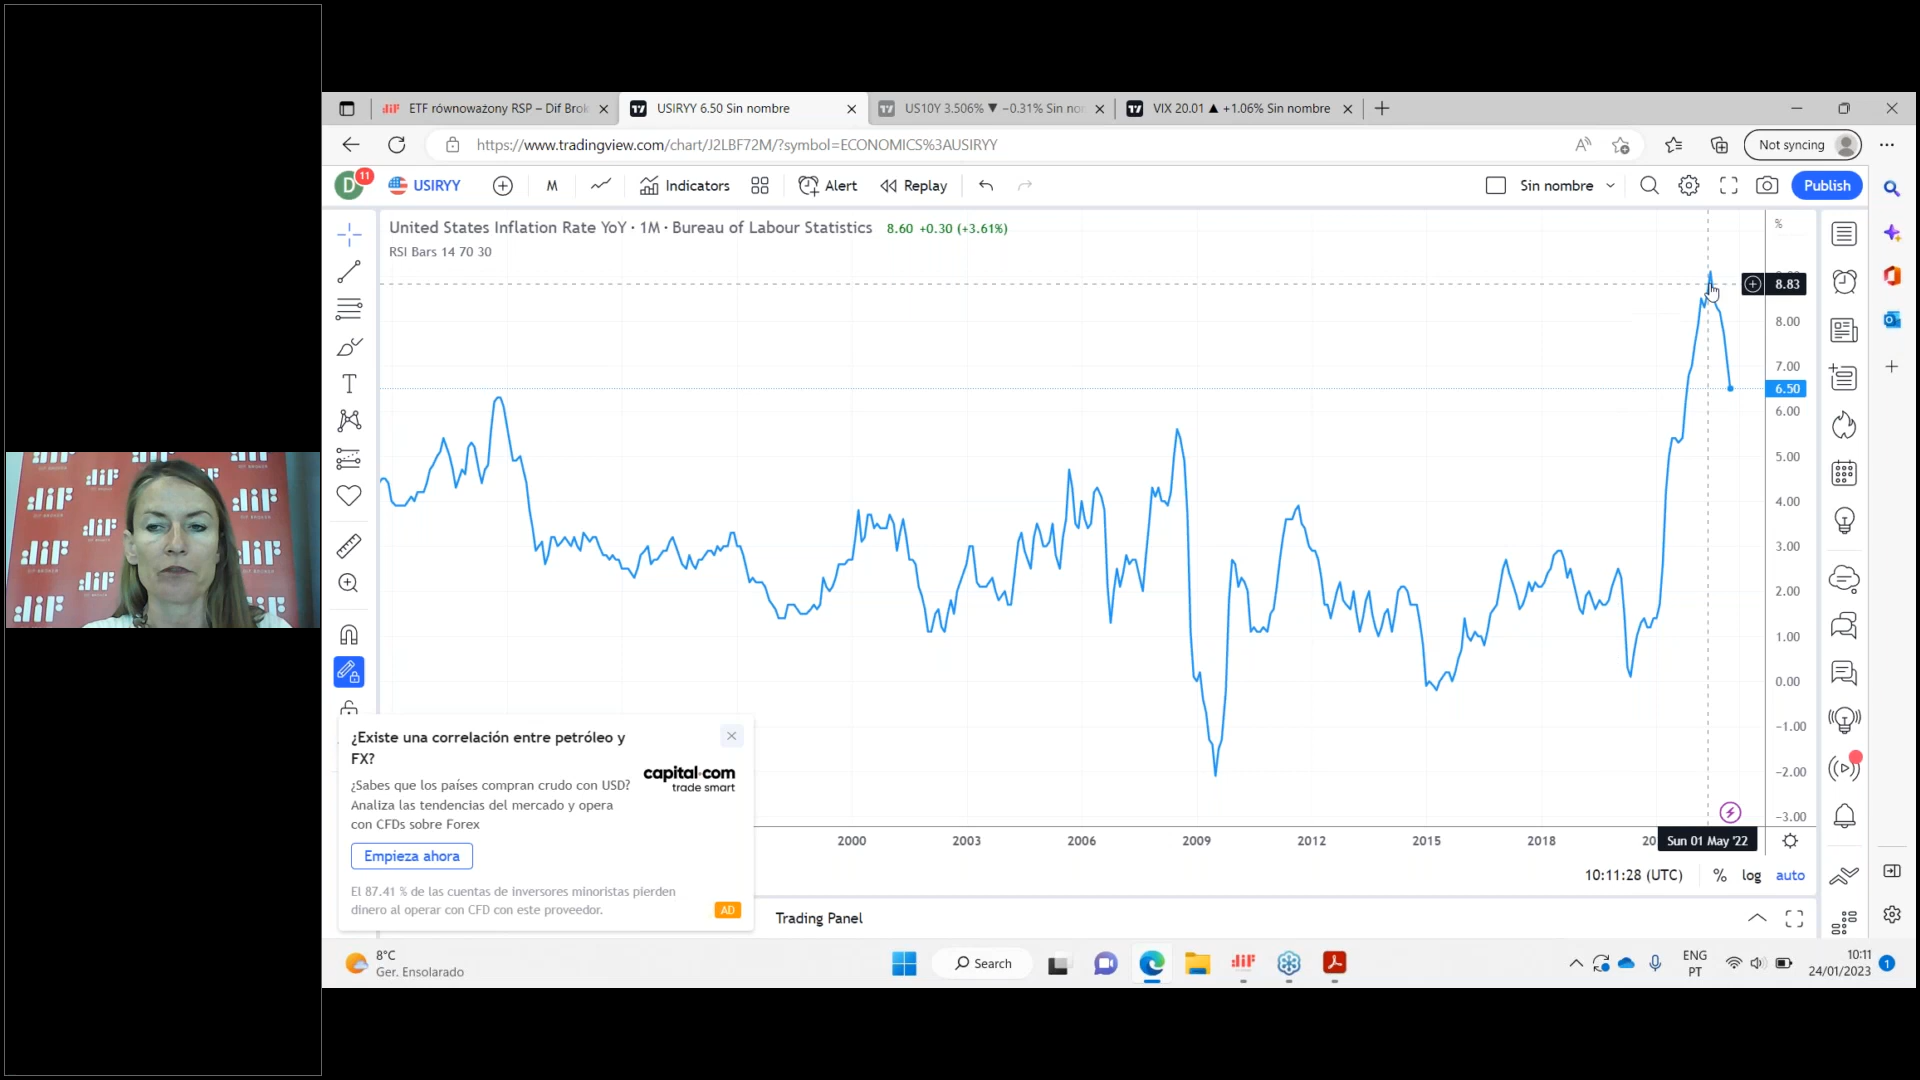 ETF równoważony RSP – Dif Brok
USIRYY 6.50 Sin nombre
US10Y 3.506% ▼ −0.31% Sin no
VIX 20.01 ▲ +1.06% Sin nombre
https://www.tradingview.com/chart/J2LBF72M/?symbol=ECONOMICS%3AUSIRYY
Not syncing
D
11
USIRYY
M
Indicators
Alert
Replay
Sin nombre
Publish
United States Inflation Rate YoY · 1M · Bureau of Labour Statistics 8.60 +0.30 (+3.61%)
RSI Bars 14 70 30
%
8.83
8.00
7.00
6.50
6.00
5.00
4.00
3.00
2.00
1.00
0.00
−1.00
−2.00
−3.00
2000
2003
2006
2009
2012
2015
2018
20
Sun 01 May '22
¿Existe una correlación entre petróleo y
FX?
¿Sabes que los países compran crudo con USD?
Analiza las tendencias del mercado y opera
con CFDs sobre Forex
capital.com
trade smart
Empieza ahora
El 87.41 % de las cuentas de inversores minoristas pierden
dinero al operar con CFD con este proveedor.
AD
10:11:28 (UTC)
%
log
auto
Trading Panel
8°C
Ger. Ensolarado
Search
ENG
PT
10:11
24/01/2023
1
dif
DIF BROKER